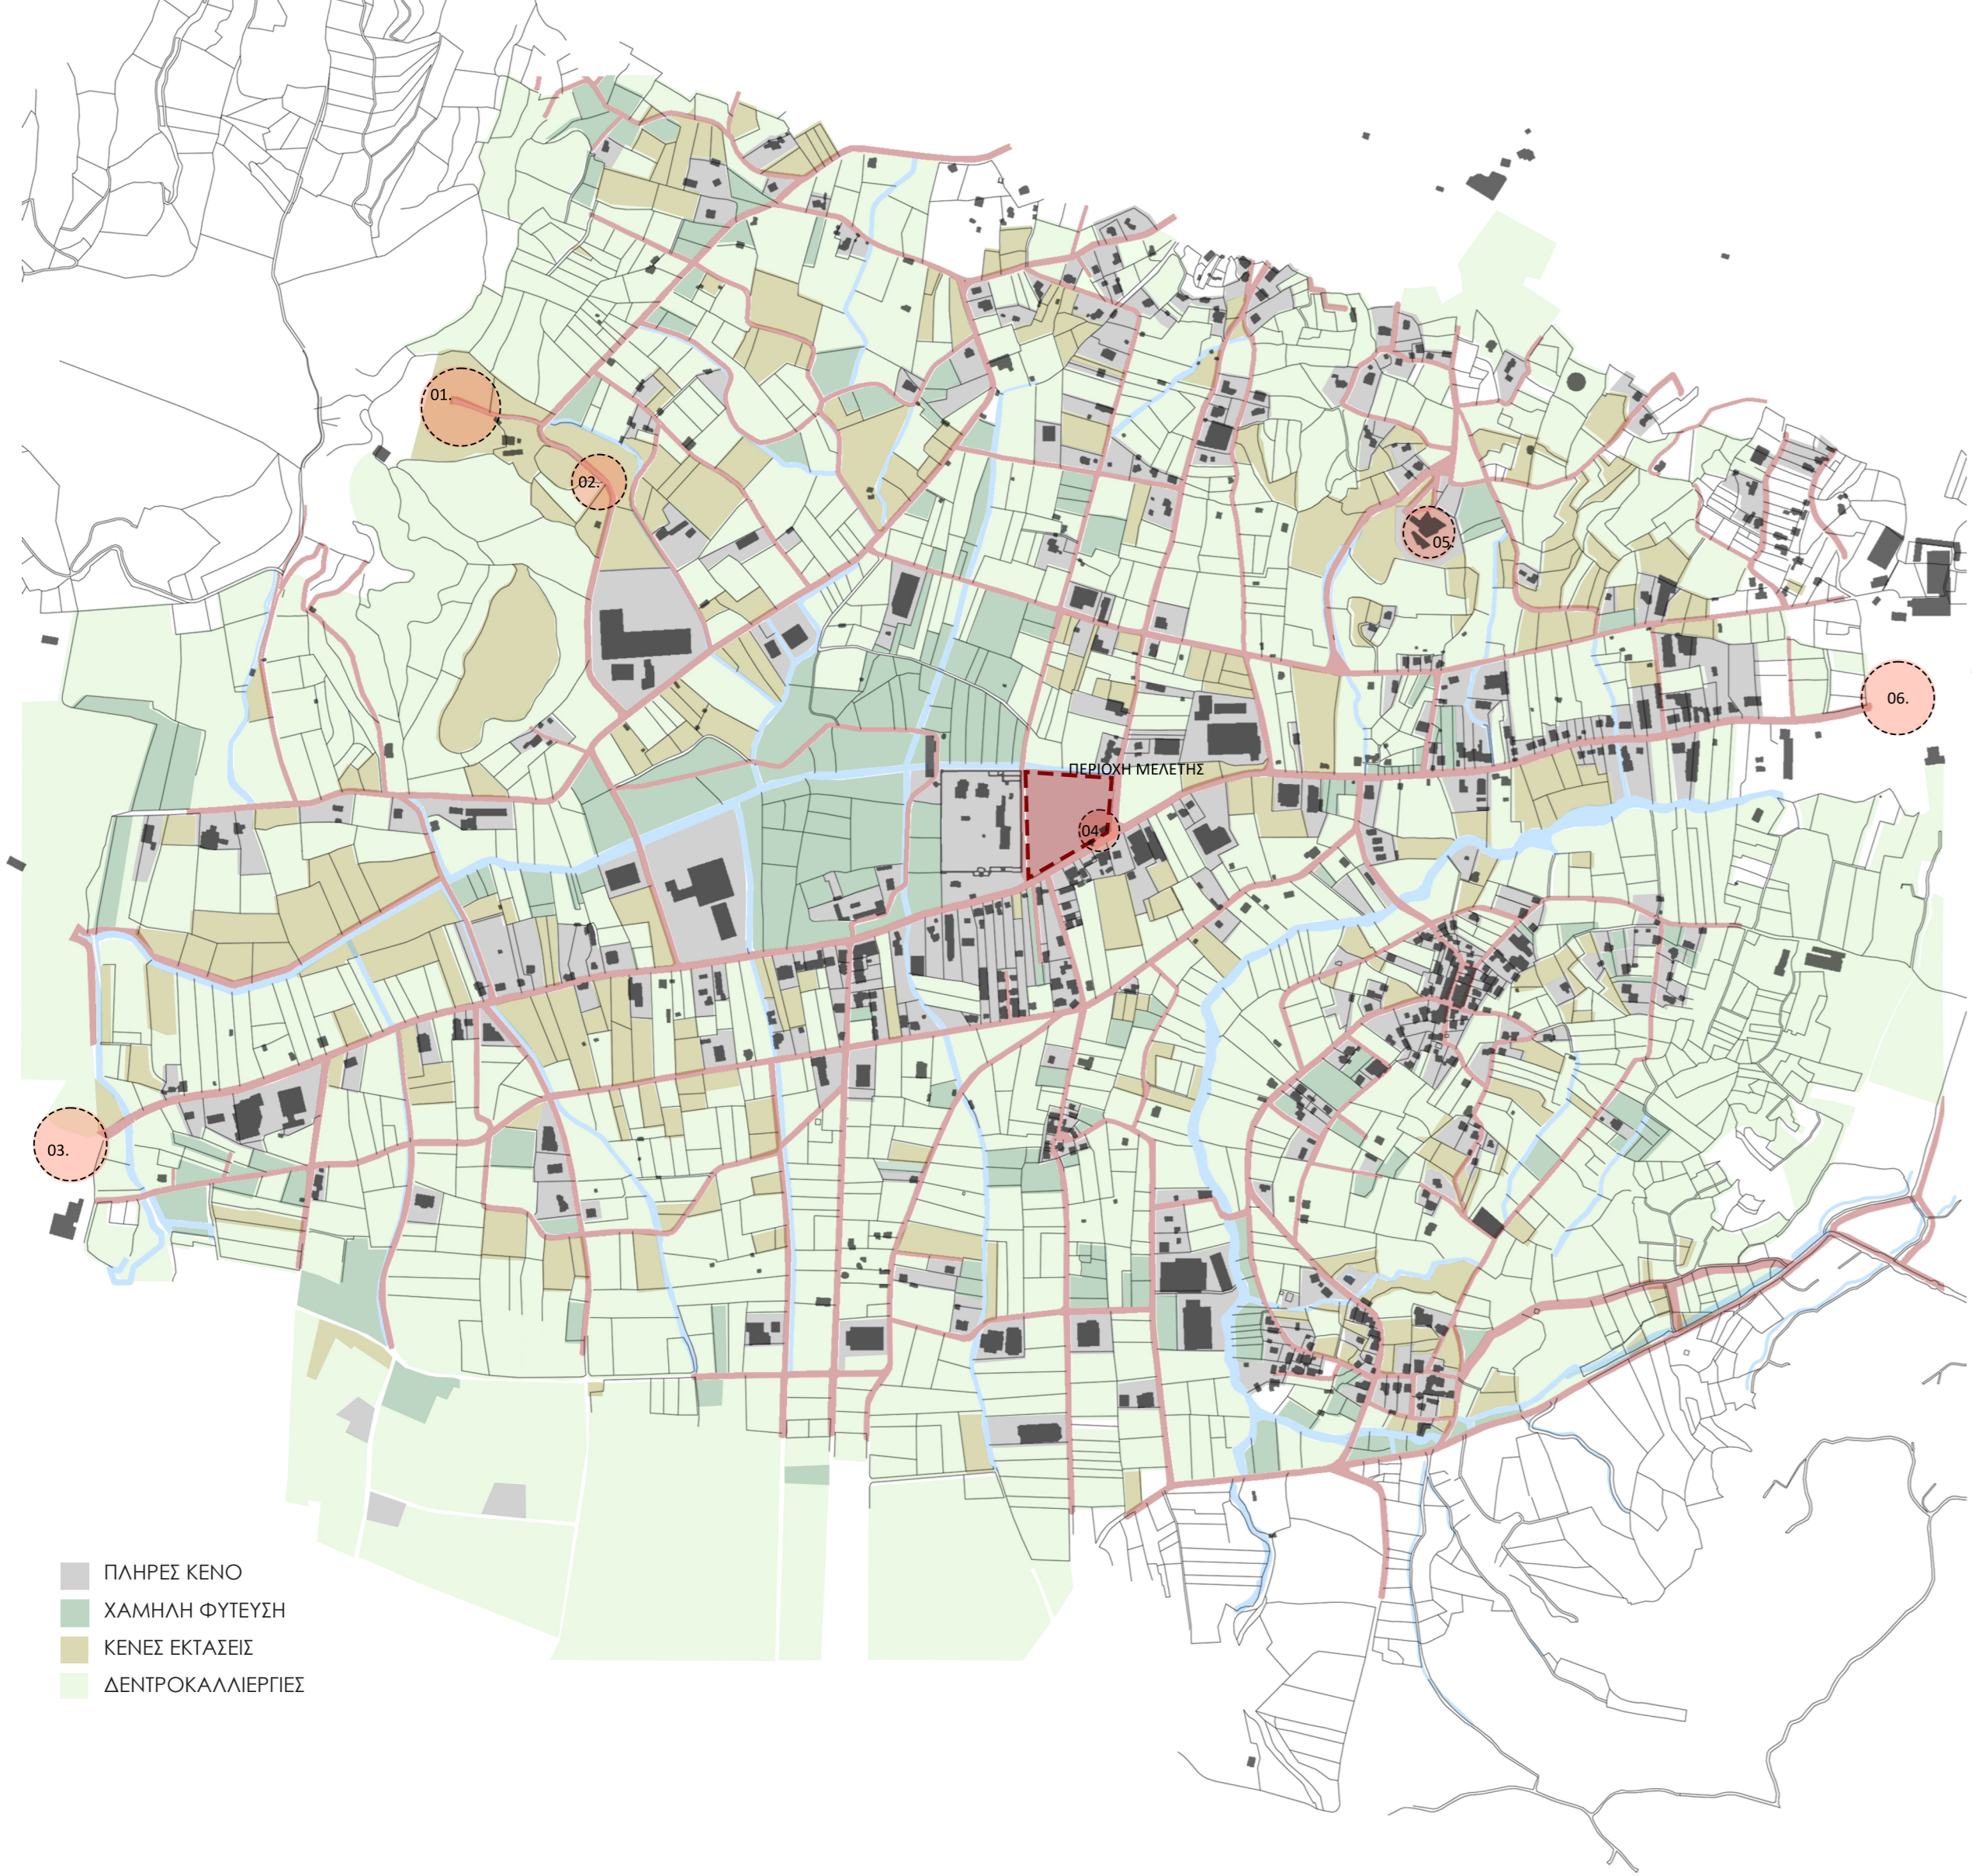 01.
02.
05.
06.
ΠΕΡΙΟΧΗ ΜΕΛΕΤΗΣ
04.
03.
ΠΛΗΡΕΣ ΚΕΝΟ
ΧΑΜΗΛΗ ΦΥΤΕΥΣΗ
ΚΕΝΕΣ ΕΚΤΑΣΕΙΣ
ΔΕΝΤΡΟΚΑΛΛΙΕΡΓΙΕΣ